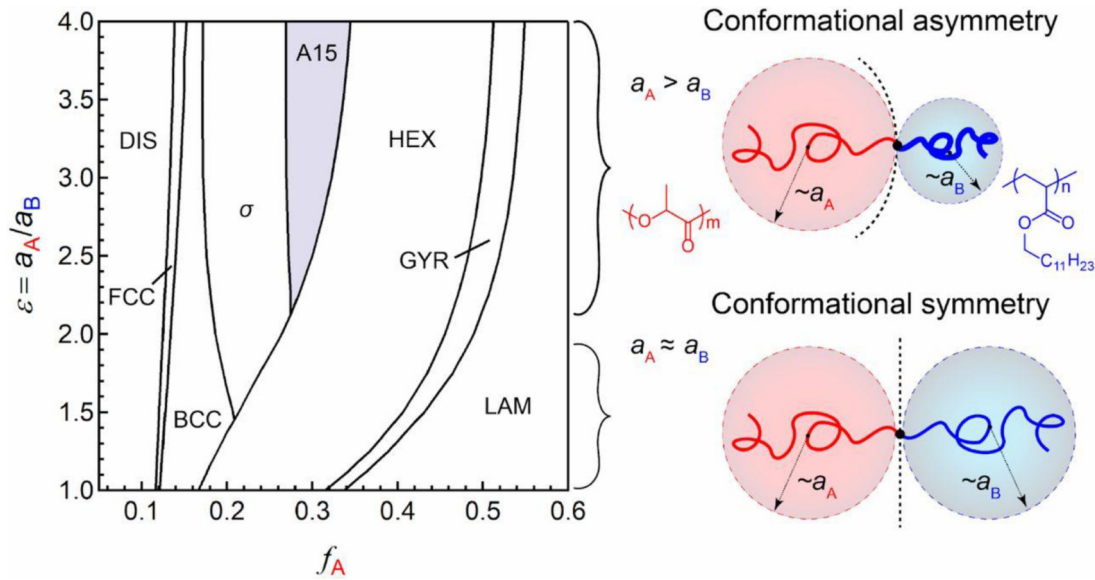 4.0
3.5
3.0
2.5
2.0
1.5
1.0
ε = aA/aB
0.1
0.2
0.3
0.4
0.5
0.6
fA
DIS
FCC
BCC
σ
A15
HEX
GYR
LAM
Conformational asymmetry
aA > aB
~aA
~aB
O
O
m
n
O
O
C11H23
Conformational symmetry
aA ≈ aB
~aA
~aB